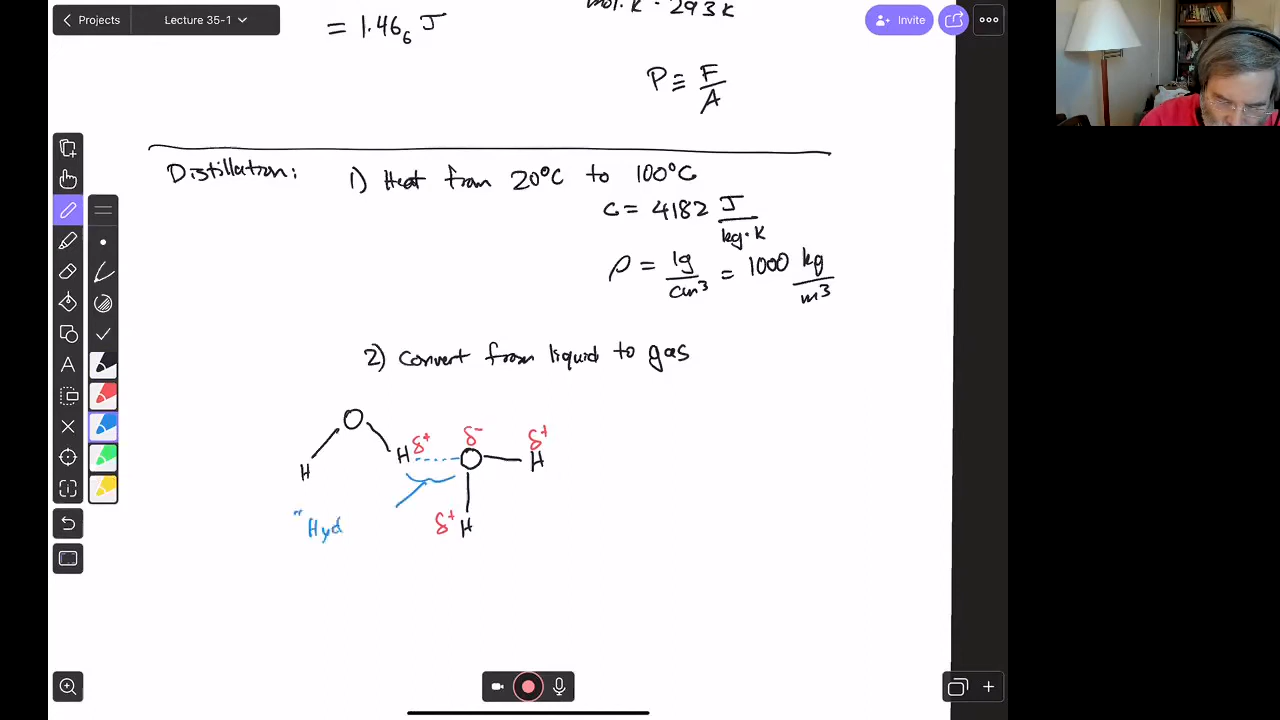 Projects
Lecture 35-1
Invite
mol·K · 293 K
= 1.46₆ J
P ≡ F/A
Distillation: 1) Heat from 20°C to 100°C
c = 4182 J/kg·K
ρ = 1g/cm³ = 1000 kg/m³
2) Convert from liquid to gas
O
H δ⁺ O δ⁻ H δ⁺
H
δ⁺ H
"Hyd
A